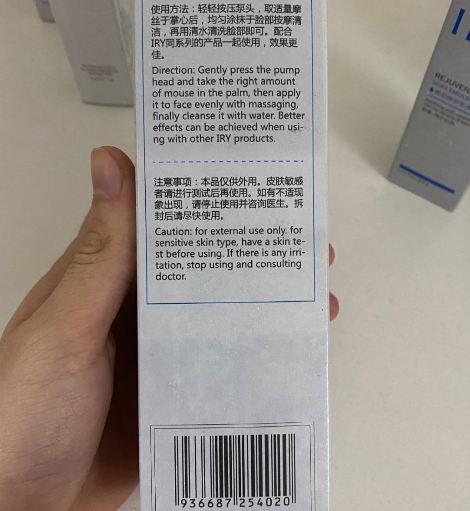 使用方法：轻轻按压泵头，取适量摩
丝于掌心后，均匀涂抹于脸部按摩清
洁，再用清水清洗脸部即可。配合
IRY同系列的产品一起使用，效果更
佳。
Direction: Gently press the pump
head and take the right amount
of mouse in the palm, then apply
it to face evenly with massaging,
finally cleanse it with water. Better
effects can be achieved when usi-
ng with other IRY products.
注意事项：本品仅供外用。皮肤敏感
者请进行测试后再使用。如有不适现
象出现，请停止使用并咨询医生。拆
封后请尽快使用。
Caution: for external use only. for
sensitive skin type, have a skin te-
st before using. If there is any irri-
tation, stop using and consulting
doctor.
936687 254020
REJUVEN